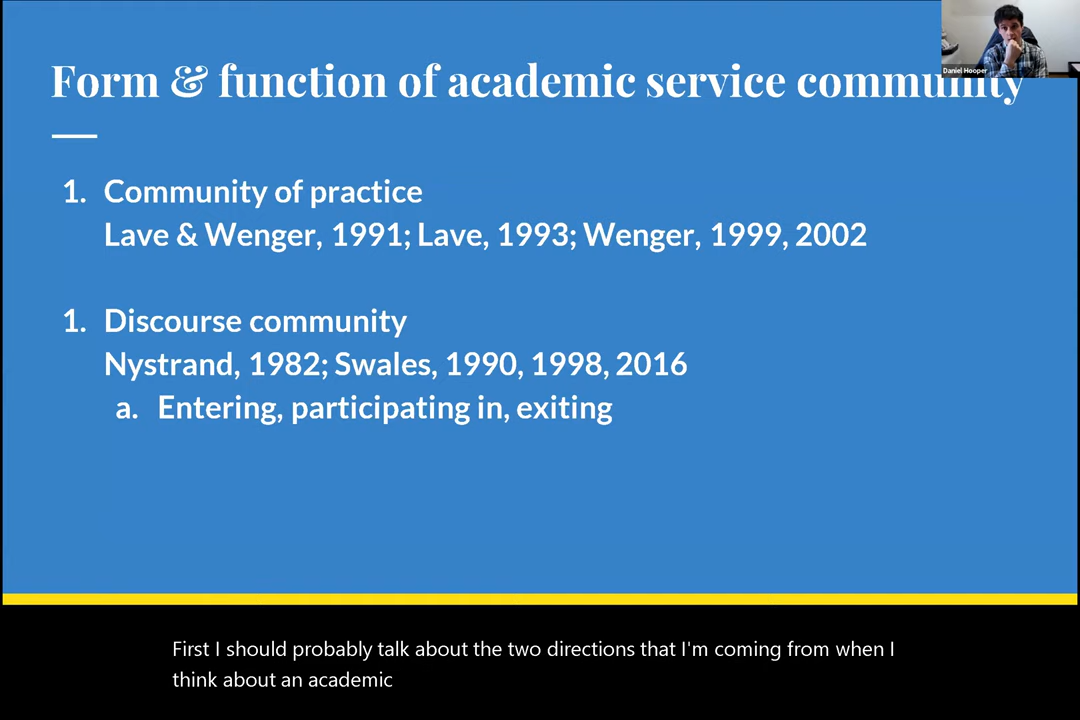 Form & function of academic service community
Daniel Hooper
1. Community of practice
Lave & Wenger, 1991; Lave, 1993; Wenger, 1999, 2002
1. Discourse community
Nystrand, 1982; Swales, 1990, 1998, 2016
a. Entering, participating in, exiting
First I should probably talk about the two directions that I'm coming from when I
think about an academic